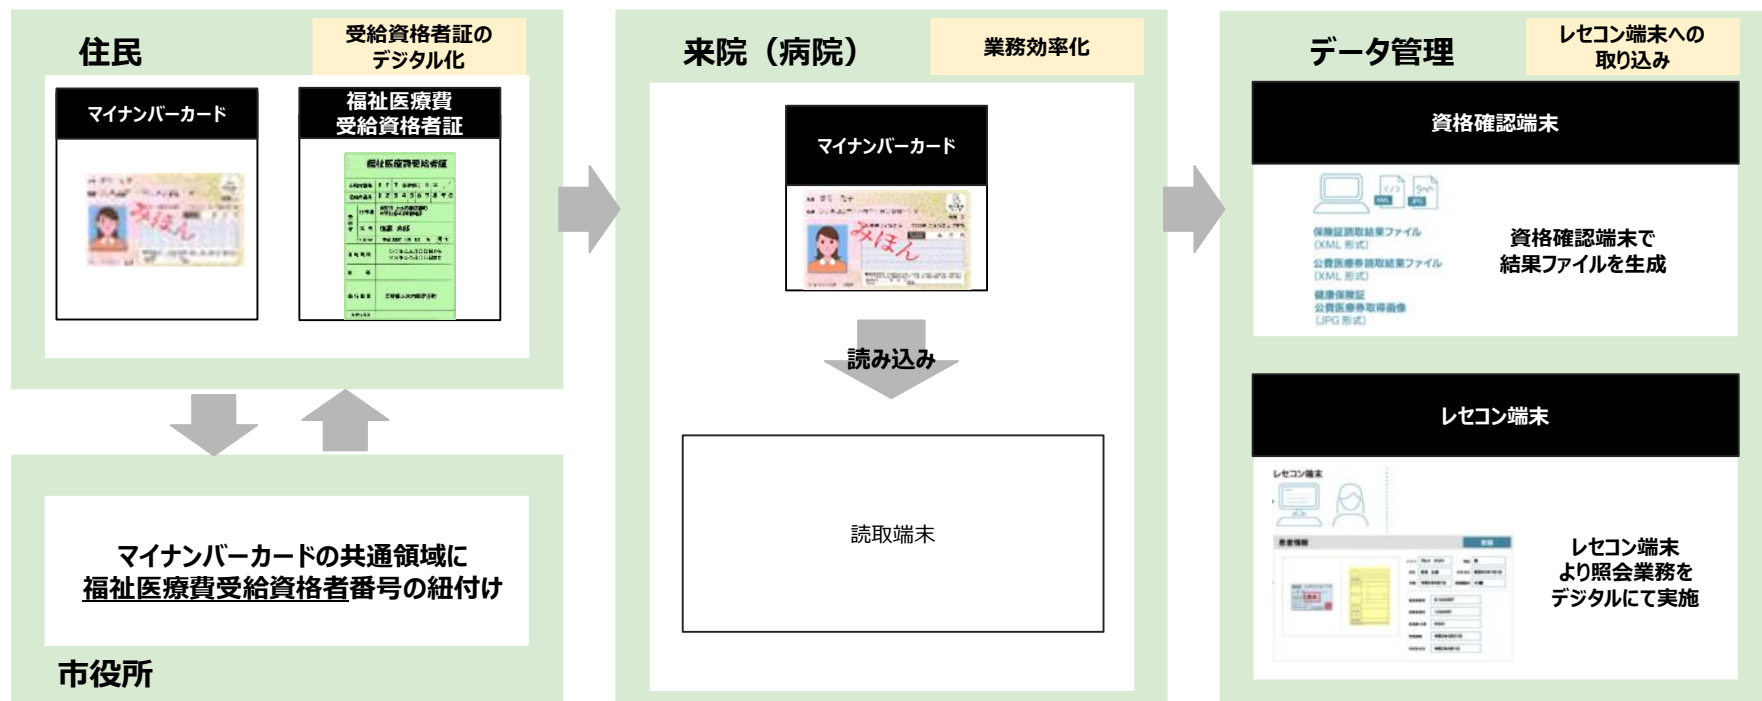 住民
受給資格者証の
デジタル化
マイナンバーカード
福祉医療費
受給資格者証
みほん
市役所
マイナンバーカードの共通領域に
福祉医療費受給資格者番号の紐付け
来院（病院）
業務効率化
マイナンバーカード
みほん
読み込み
読取端末
データ管理
レセコン端末への
取り込み
資格確認端末
XML
JPG
保険証読取結果ファイル
(XML 形式)
公費医療券読取結果ファイル
(XML 形式)
健康保険証
公費医療券取得画像
(JPG 形式)
資格確認端末で
結果ファイルを生成
レセコン端末
レセコン端末
患者情報
レセコン端末
より照会業務を
デジタルにて実施